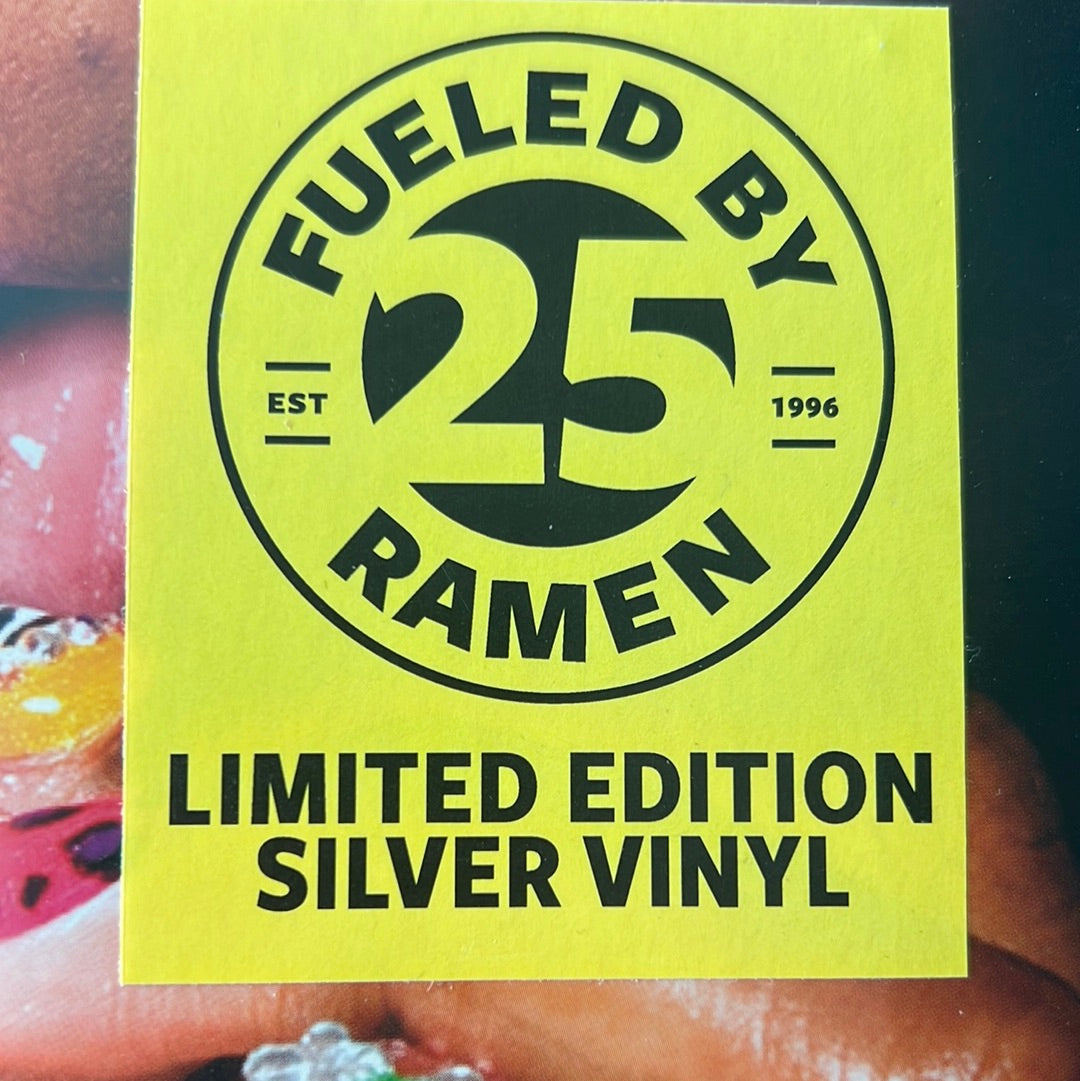 FUELED BY
25
EST
1996
RAMEN
LIMITED EDITION
SILVER VINYL